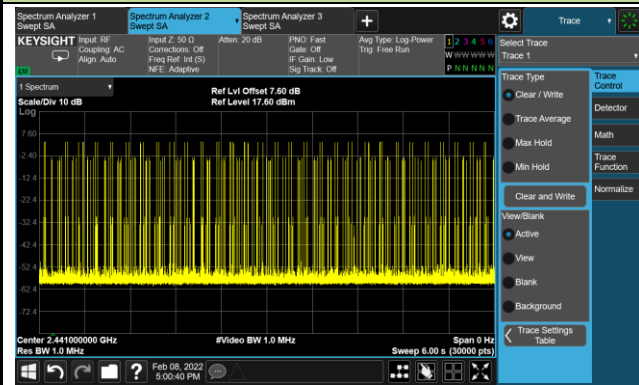 Spectrum Analyzer 1
Swept SA
Spectrum Analyzer 2
Swept SA
Spectrum Analyzer 3
Swept SA
Trace
KEYSIGHT
Input: RF
Coupling: AC
Align: Auto
Input Z: 50 Ω
Corrections: Off
Freq Ref: Int (S)
NFE: Adaptive
Atten: 20 dB
PNO: Fast
Gate: Off
IF Gain: Low
Sig Track: Off
Avg Type: Log-Power
Trig: Free Run
1 2 3 4 5 6
W W W W W W
P N N N N N
LXI
Select Trace
Trace 1
1 Spectrum
Scale/Div 10 dB
Ref Lvl Offset 7.60 dB
Ref Level 17.60 dBm
Log
7.60
-2.40
-12.4
-22.4
-32.4
-42.4
-52.4
-62.4
-72.4
Center 2.441000000 GHz
Res BW 1.0 MHz
#Video BW 1.0 MHz
Span 0 Hz
Sweep 6.00 s (30000 pts)
Trace Type
Clear / Write
Trace Average
Max Hold
Min Hold
Clear and Write
View/Blank
Active
View
Blank
Background
Trace Settings
Table
Trace
Control
Detector
Math
Trace
Function
Normalize
Feb 08, 2022
5:00:40 PM